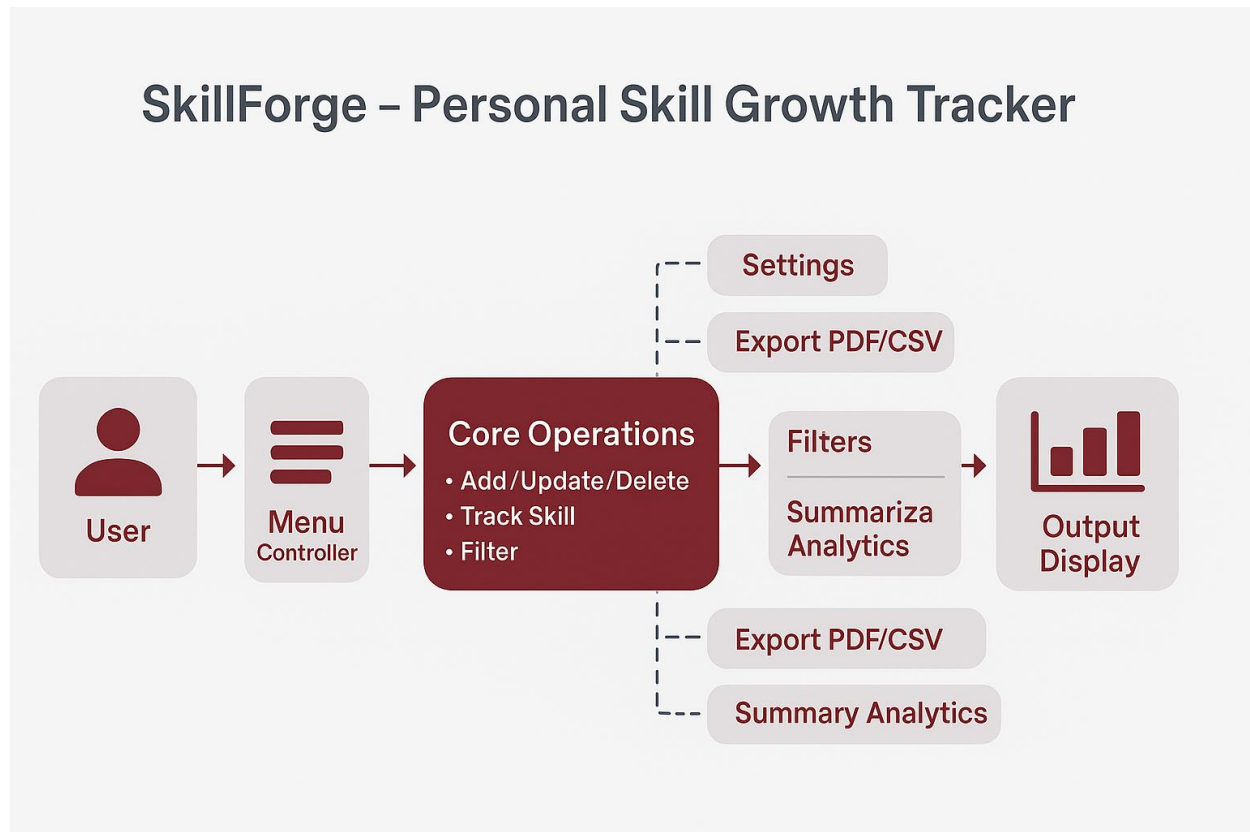 SkillForge – Personal Skill Growth Tracker
Settings
Export PDF/CSV
User
Menu
Controller
Core Operations
• Add/Update/Delete
• Track Skill
• Filter
Filters
Summariza
Analytics
Output
Display
Export PDF/CSV
Summary Analytics